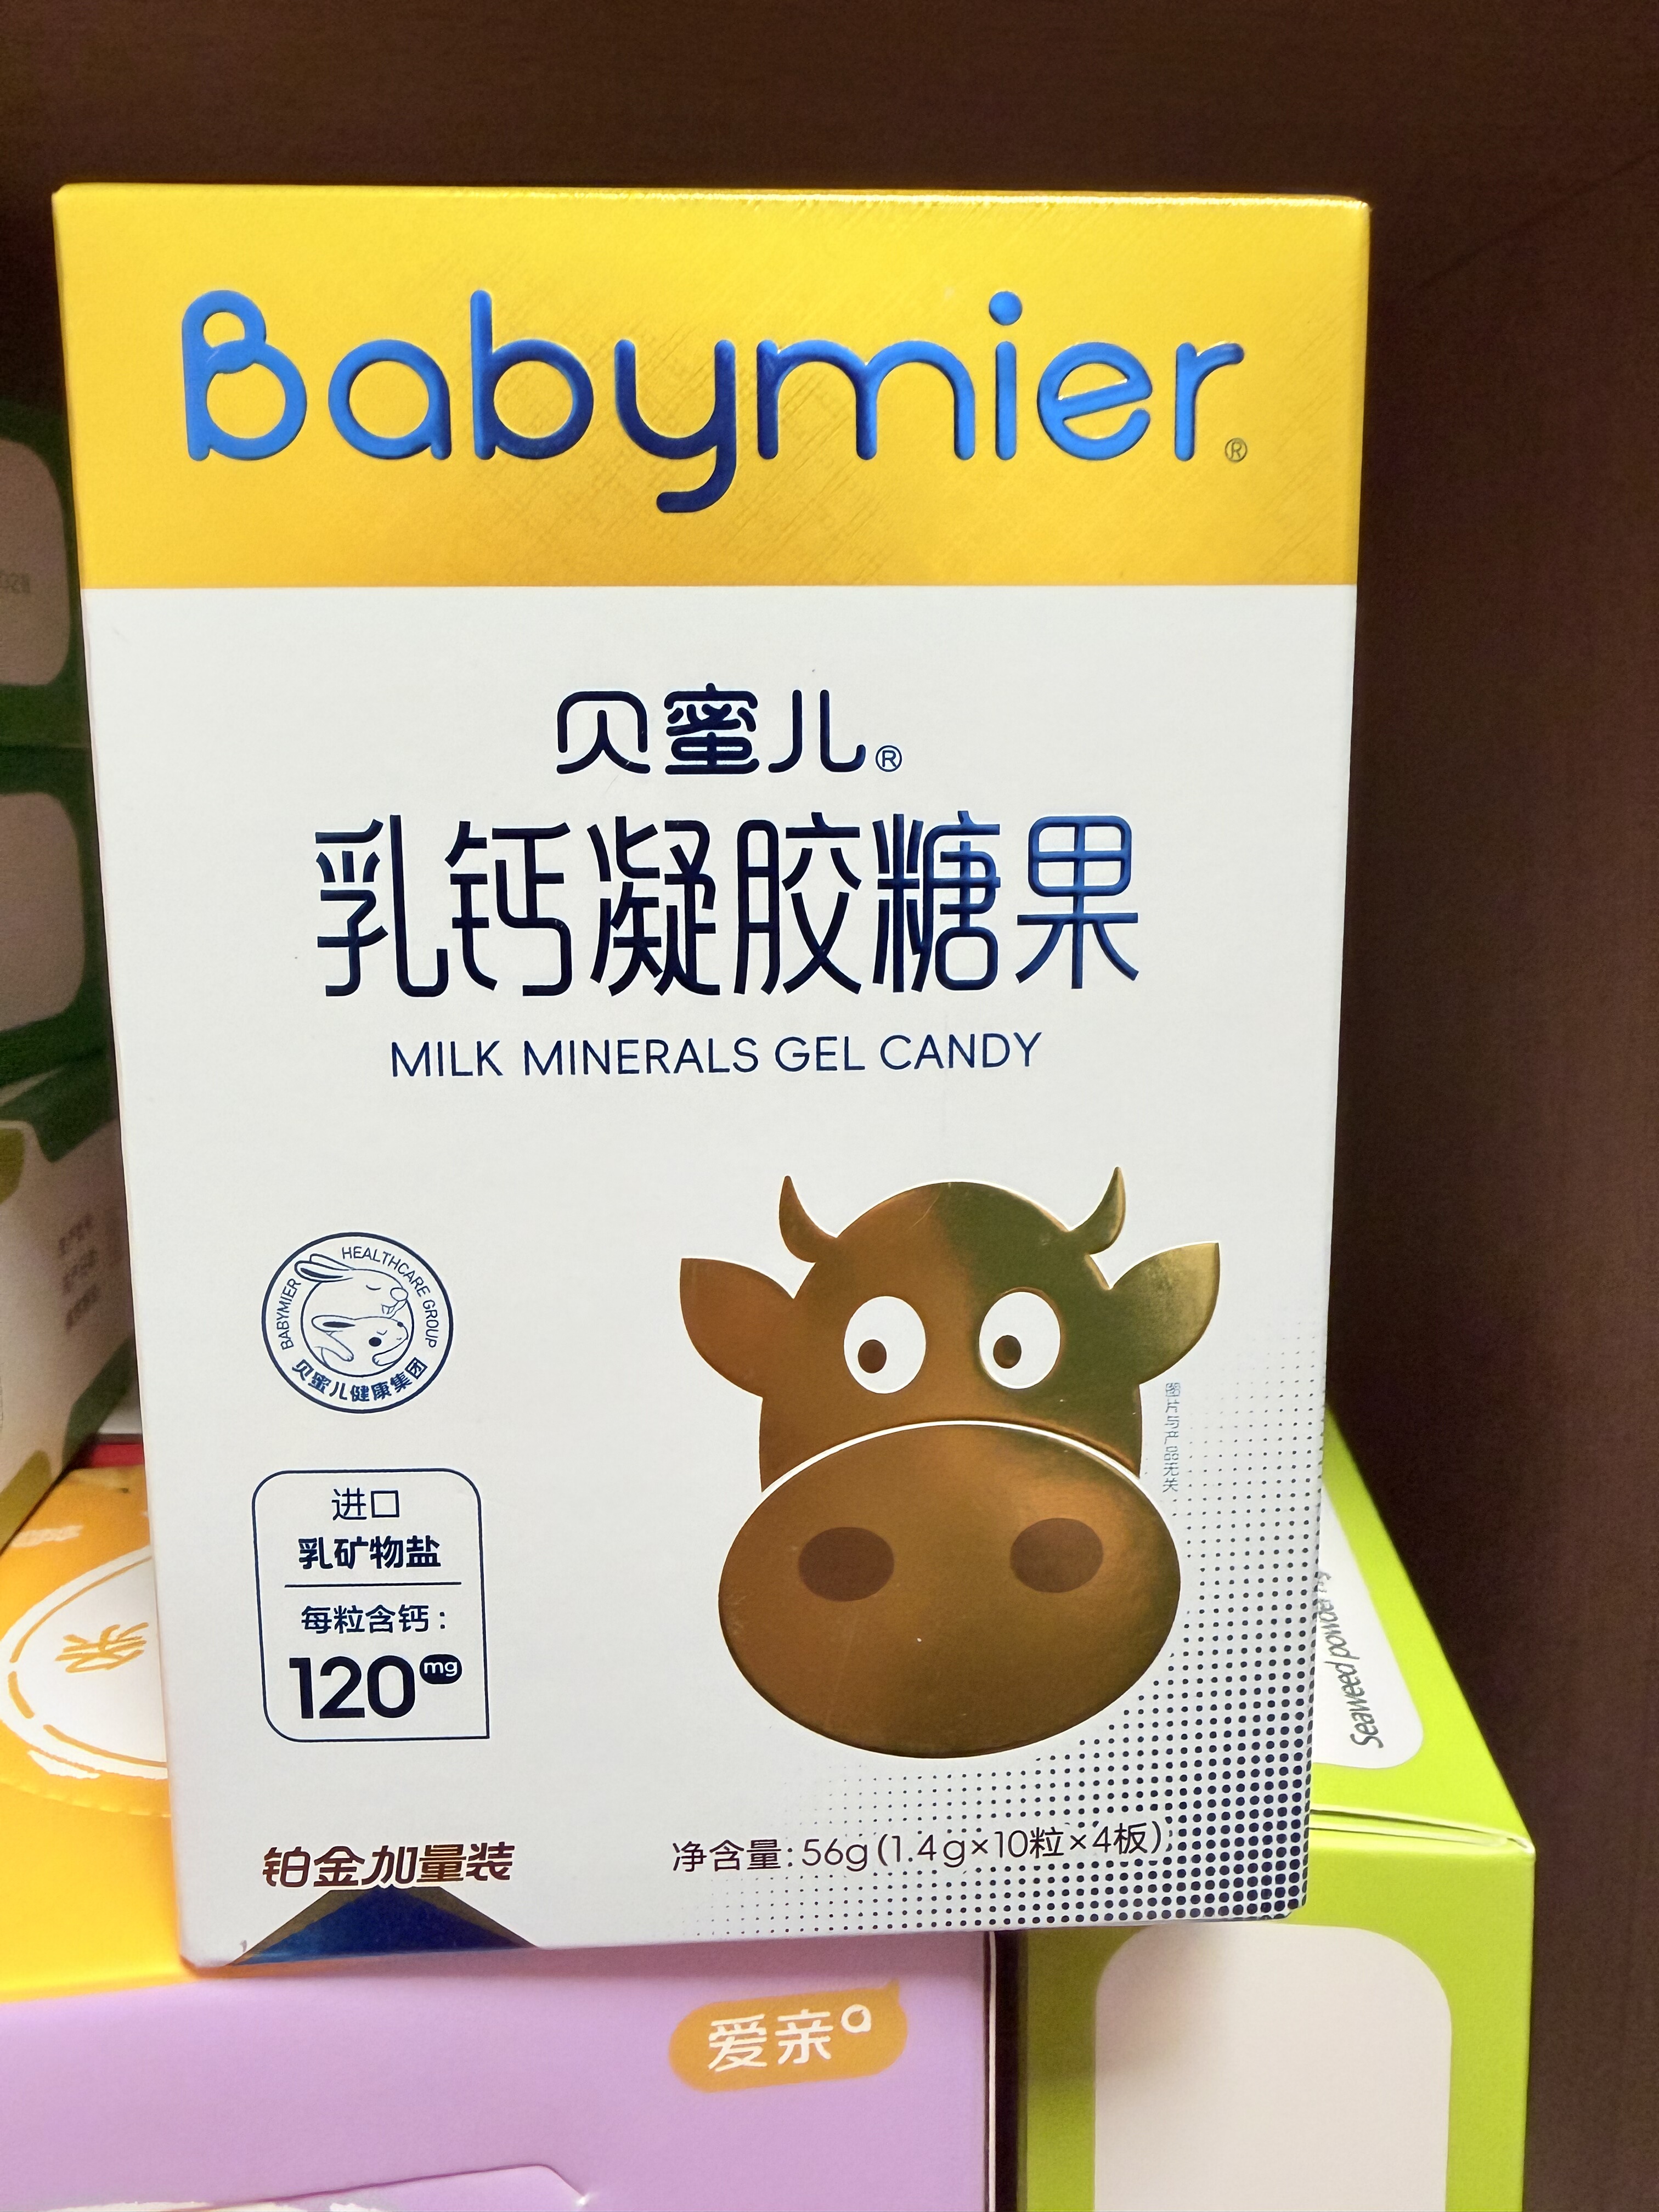 Babymier®
贝蜜儿®
乳钙凝胶糖果
MILK MINERALS GEL CANDY
BABYMIER HEALTHCARE GROUP
贝蜜儿健康集团
图片与产品无关
进口
乳矿物盐
每粒含钙:
120mg
铂金加量装
净含量: 56g(1.4g×10粒×4板)
Seaweed powder
亲
爱亲